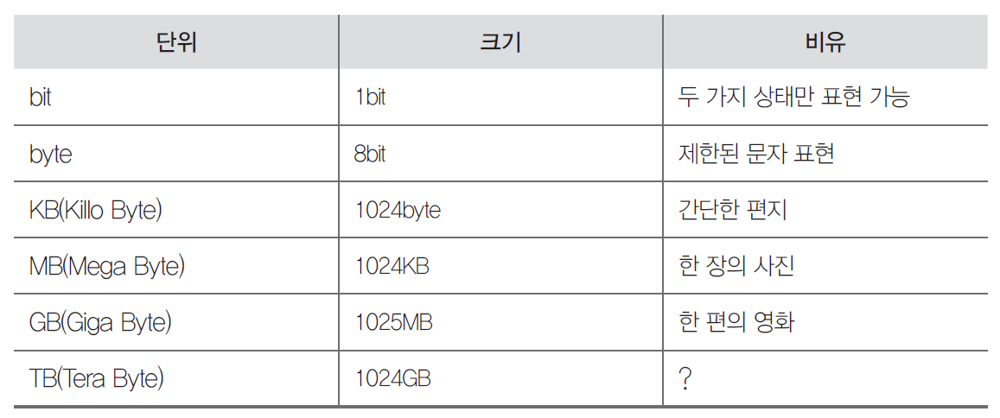 단위 크기 비유
bit 1bit 두 가지 상태만 표현 가능
byte 8bit 제한된 문자 표현
KB(Killo Byte) 1024byte 간단한 편지
MB(Mega Byte) 1024KB 한 장의 사진
GB(Giga Byte) 1025MB 한 편의 영화
TB(Tera Byte) 1024GB ?